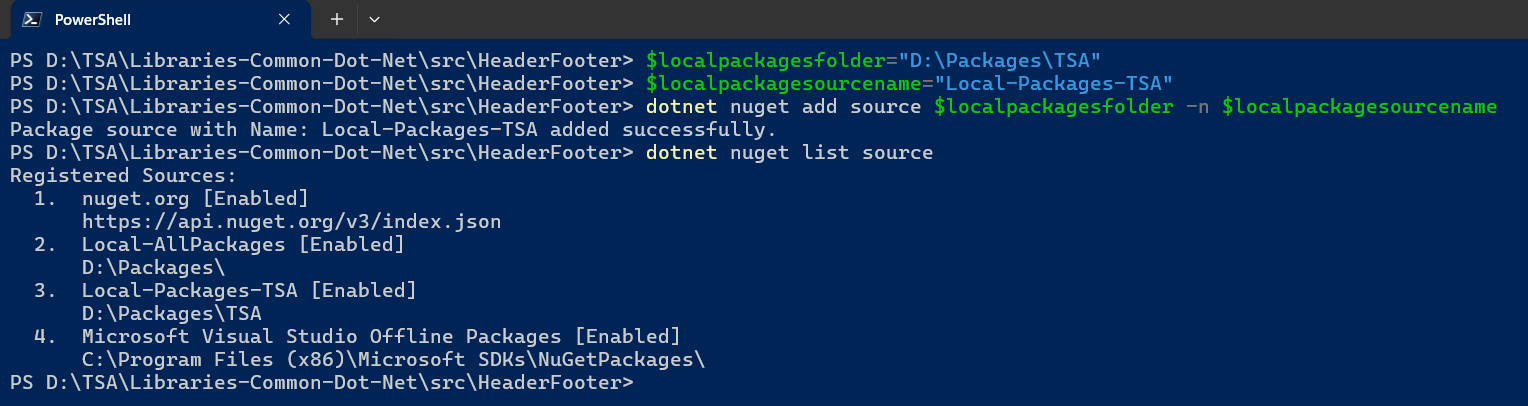 PowerShell
PS D:\TSA\Libraries-Common-Dot-Net\src\HeaderFooter> $localpackagesfolder="D:\Packages\TSA"
PS D:\TSA\Libraries-Common-Dot-Net\src\HeaderFooter> $localpackagesourcename="Local-Packages-TSA"
PS D:\TSA\Libraries-Common-Dot-Net\src\HeaderFooter> dotnet nuget add source $localpackagesfolder -n $localpackagesourcename
Package source with Name: Local-Packages-TSA added successfully.
PS D:\TSA\Libraries-Common-Dot-Net\src\HeaderFooter> dotnet nuget list source
Registered Sources:
  1.  nuget.org [Enabled]
      https://api.nuget.org/v3/index.json
  2.  Local-AllPackages [Enabled]
      D:\Packages\
  3.  Local-Packages-TSA [Enabled]
      D:\Packages\TSA
  4.  Microsoft Visual Studio Offline Packages [Enabled]
      C:\Program Files (x86)\Microsoft SDKs\NuGetPackages\
PS D:\TSA\Libraries-Common-Dot-Net\src\HeaderFooter>